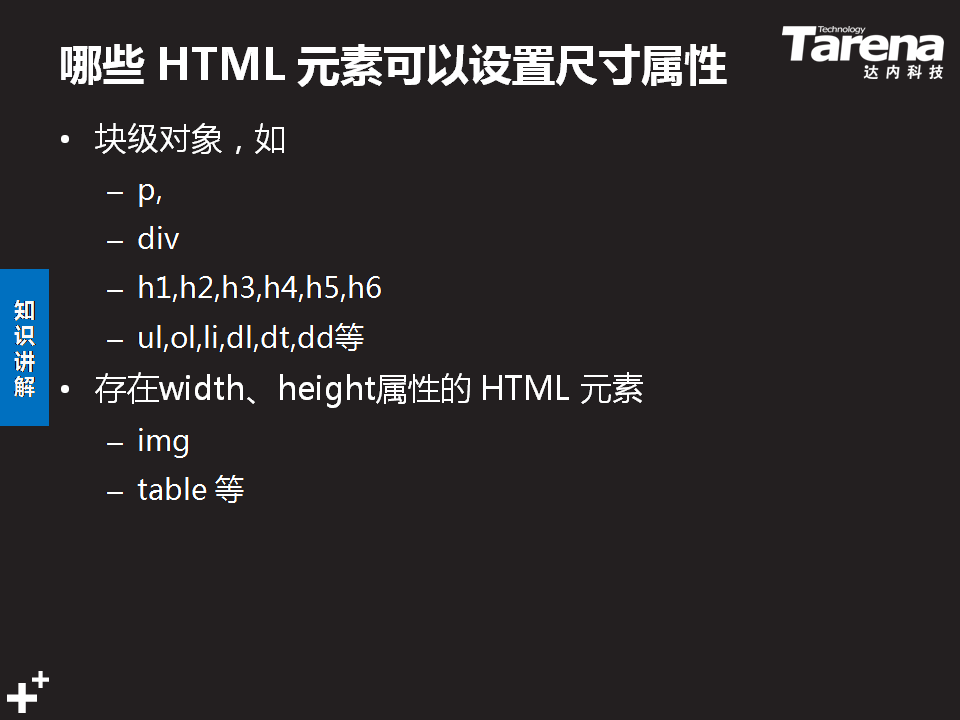 哪些 HTML 元素可以设置尺寸属性
Technology
Tarena
达内科技
• 块级对象，如
– p,
– div
– h1,h2,h3,h4,h5,h6
– ul,ol,li,dl,dt,dd等
知识讲解
• 存在width、height属性的 HTML 元素
– img
– table 等